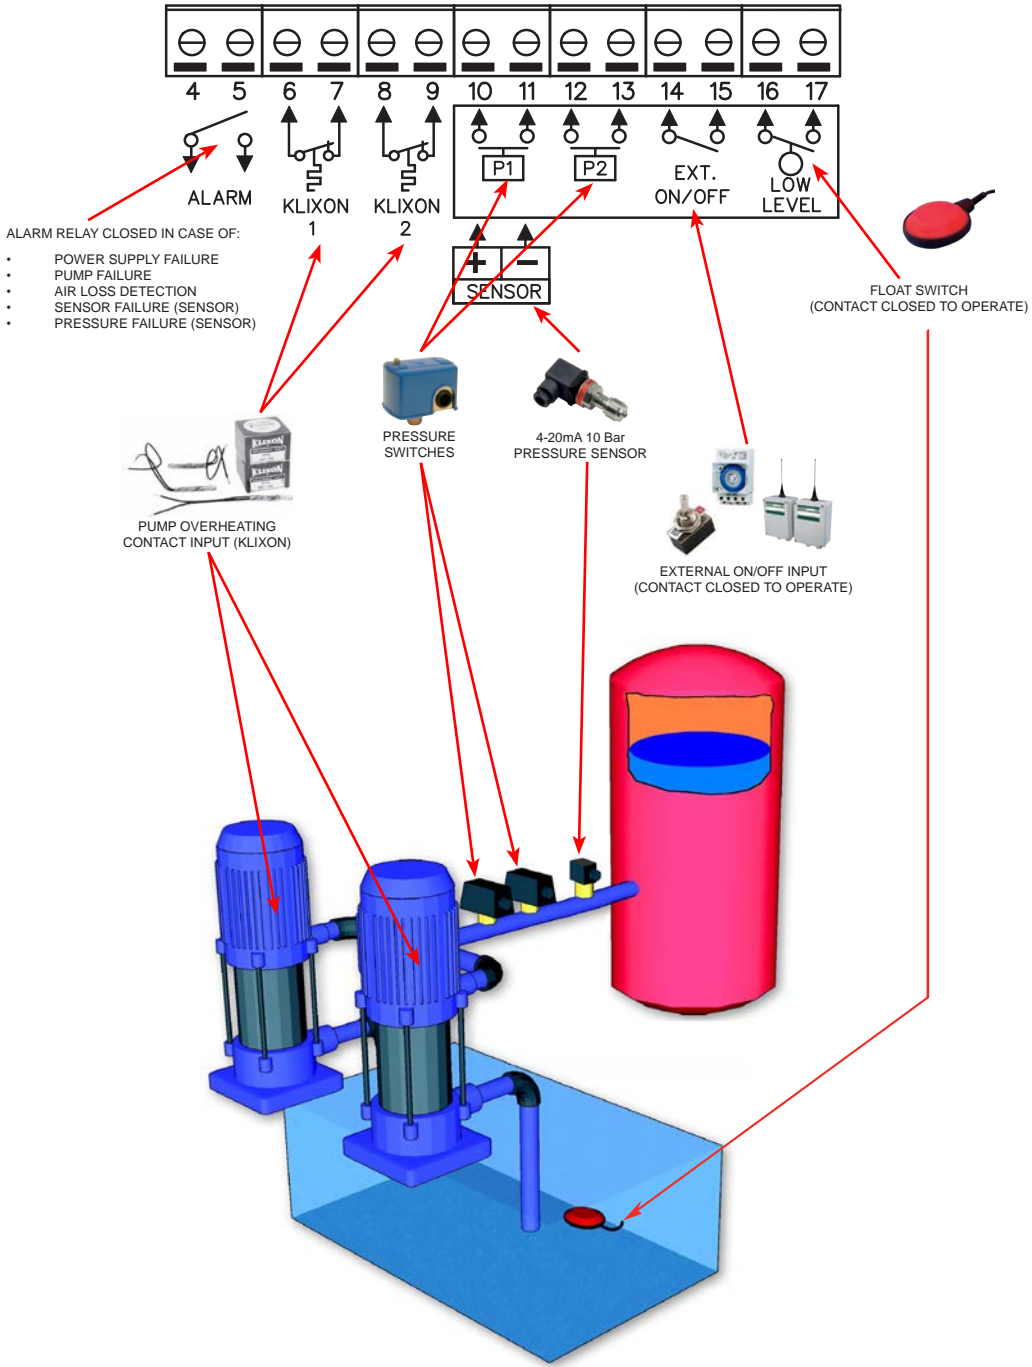 4 5 6 7 8 9 10 11 12 13 14 15 16 17
P1
P2
ALARM
KLIXON
1
KLIXON
2
EXT.
ON/OFF
LOW
LEVEL
+ −
SENSOR
ALARM RELAY CLOSED IN CASE OF:
• POWER SUPPLY FAILURE
• PUMP FAILURE
• AIR LOSS DETECTION
• SENSOR FAILURE (SENSOR)
• PRESSURE FAILURE (SENSOR)
FLOAT SWITCH
(CONTACT CLOSED TO OPERATE)
PRESSURE
SWITCHES
4-20mA 10 Bar
PRESSURE SENSOR
KLIXON
KLIXON
PUMP OVERHEATING
CONTACT INPUT (KLIXON)
EXTERNAL ON/OFF INPUT
(CONTACT CLOSED TO OPERATE)